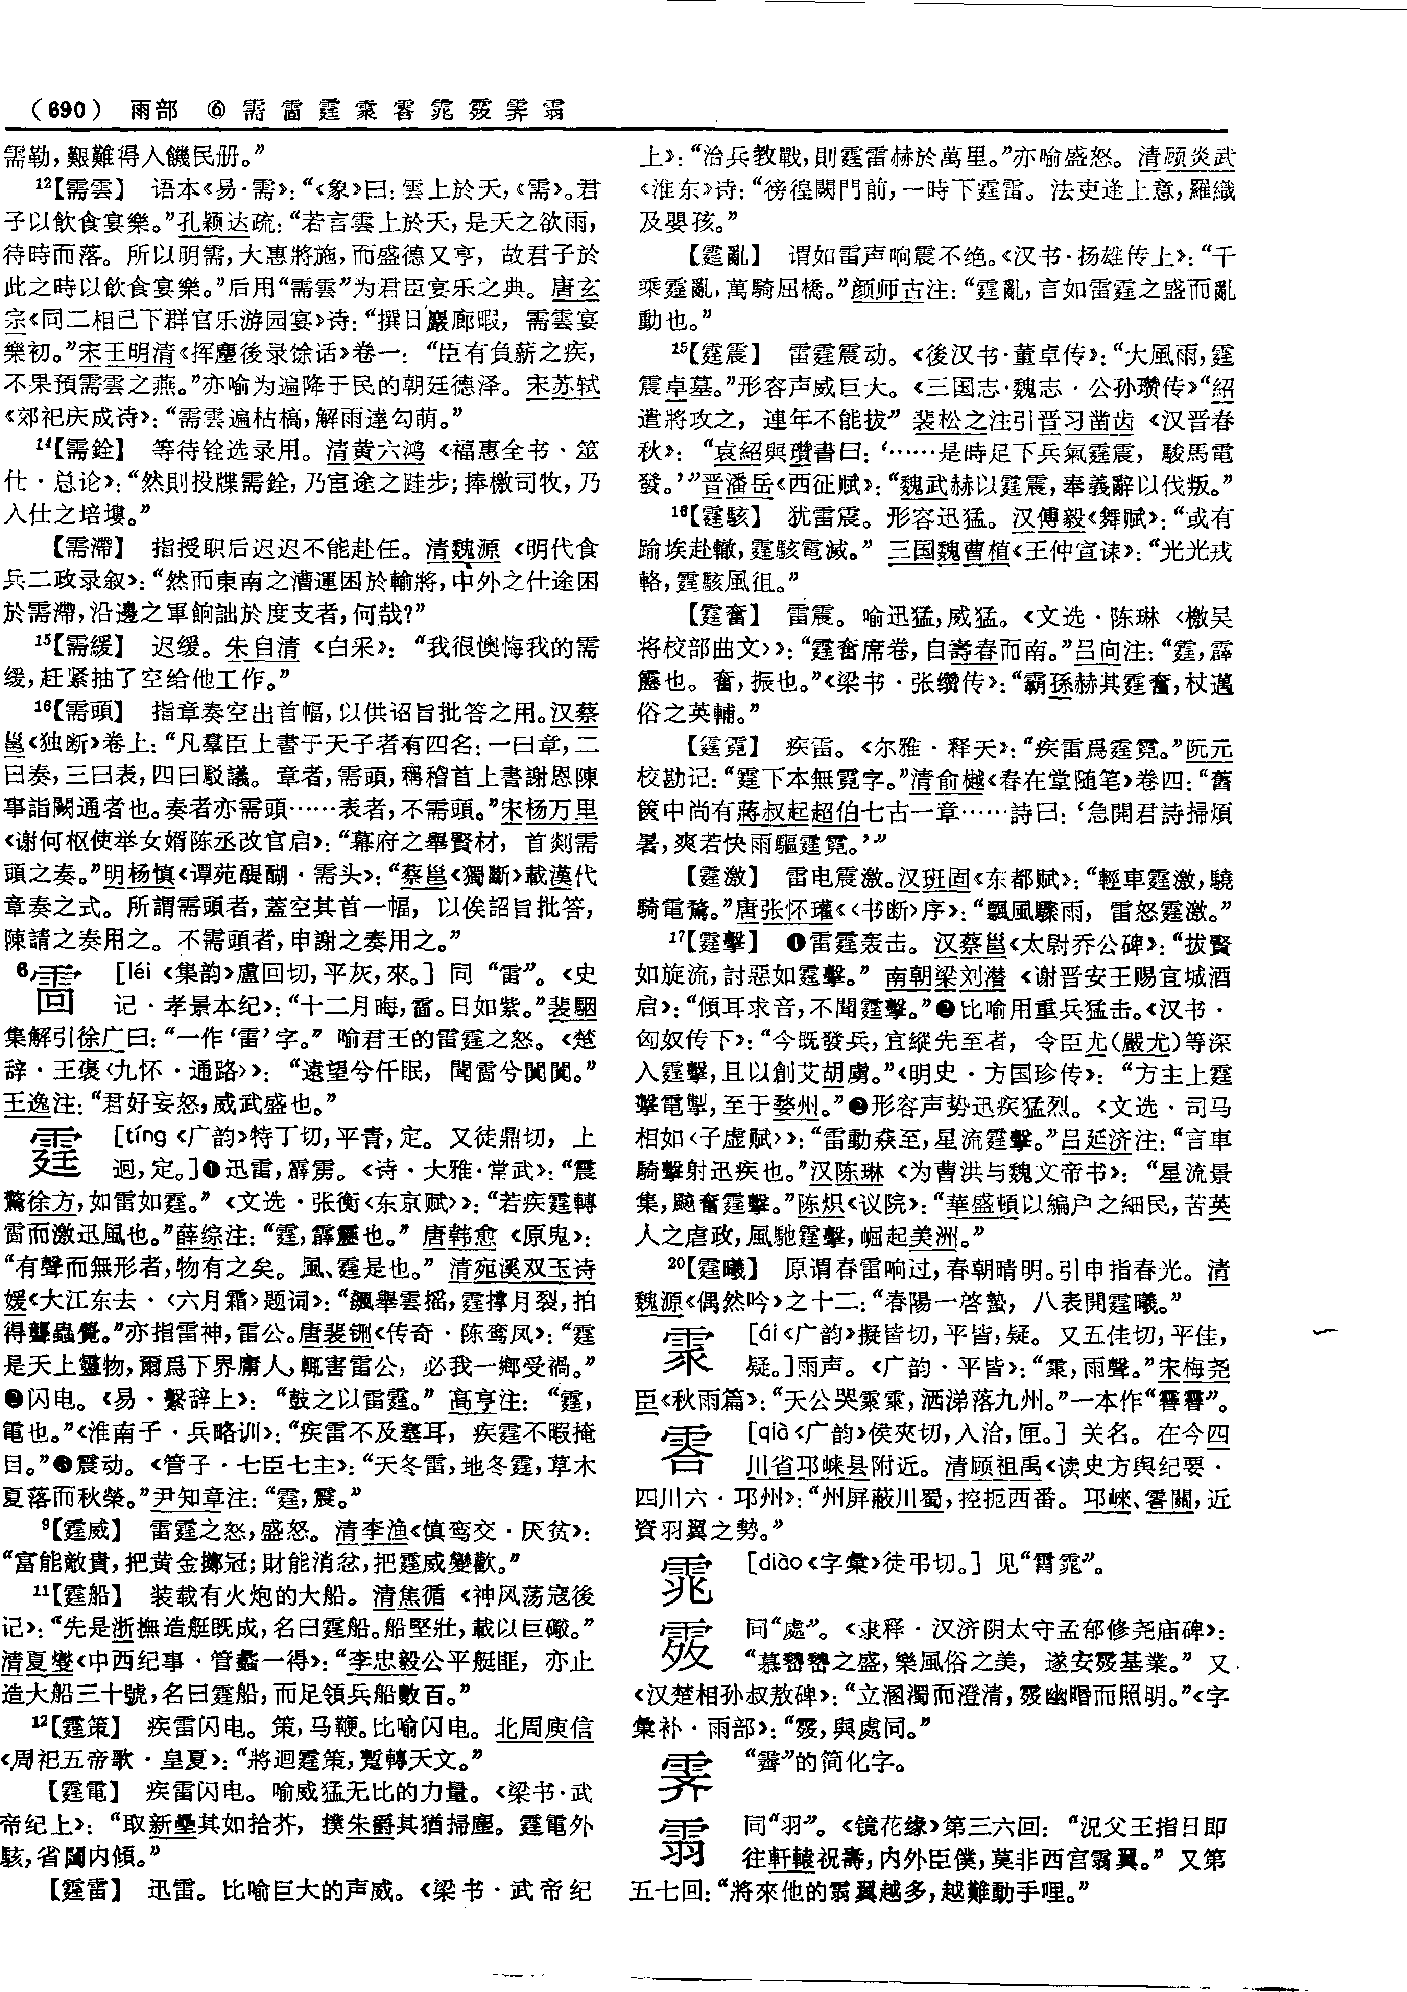 （690） 雨部 ⑥ 需 雷 霆 霂 㓃 雿 䨏 霁 䨒
需勒，艱難得入饑民册。”
12【需雲】 语本《易·需》：“《象》曰：雲上於天，《需》。君
子以飲食宴樂。”孔颖达疏：“若言雲上於天，是天之欲雨，
待時而落。所以明需，大惠將施，而盛德又亨，故君子於
此之時以飲食宴樂。”后用“需雲”为君臣宴乐之典。唐玄
宗《同二相已下群官乐游园宴》诗：“撰日巖廊暇，需雲宴
樂初。”宋王明清《挥麈後录馀话》卷一：“臣有負薪之疾，
不果預需雲之燕。”亦喻为遍降于民的朝廷德泽。宋苏轼
《郊祀庆成诗》：“需雲遍枯槁，解雨達勾萌。”
14【需銓】 等待铨选录用。清黄六鸿《福惠全书·筮
仕·总论》：“然則投牒需銓，乃宦途之跬步；捧檄司牧，乃
入仕之培塿。”
【需滯】 指授职后迟迟不能赴任。清魏源《明代食
兵二政录叙》：“然而東南之漕運困於輸將，中外之仕途困
於需滯，沿邊之軍餉詘於度支者，何哉？”
15【需緩】 迟缓。朱自清《白采》：“我很懊悔我的需
缓，赶紧抽了空给他工作。”
16【需頭】 指章奏空出首幅，以供诏旨批答之用。汉蔡
邕《独断》卷上：“凡羣臣上書于天子者有四名：一曰章，二
曰奏，三曰表，四曰駁議。章者，需頭，稱稽首上書謝恩陳
事詣闕通者也。奏者亦需頭……表者，不需頭。”宋杨万里
《谢何枢使举女婿陈丞改官启》：“幕府之舉賢材，首剡需
頭之奏。”明杨慎《谭苑醍醐·需头》：“蔡邕《獨斷》載漢代
章奏之式。所謂需頭者，蓋空其首一幅，以俟詔旨批答，
陳請之奏用之。不需頭者，申謝之奏用之。”
6 䨓 [léi《集韵》盧回切，平灰，來。] 同“雷”。《史
记·孝景本纪》：“十二月晦，䨓。日如紫。”裴駰
集解引徐广曰：“一作‘雷’字。”喻君王的雷霆之怒。《楚
辞·王褒〈九怀·通路〉》：“遠望兮仟眠，聞䨓兮闐闐。”
王逸注：“君好妄怒，威武盛也。”
霆 [tíng《广韵》特丁切，平青，定。又徒鼎切，上
迥，定。]❶迅雷，霹雳。《诗·大雅·常武》：“震
驚徐方，如雷如霆。”《文选·张衡〈东京赋〉》：“若疾霆轉
雷而激迅風也。”薛综注：“霆，霹靂也。”唐韩愈《原鬼》：
“有聲而無形者，物有之矣。風、霆是也。”清宛溪双玉诗
媛《大江东去·〈六月霜〉题词》：“飆舉雲摇，霆撑月裂，拍
得聾蟲覺。”亦指雷神，雷公。唐裴铏《传奇·陈鸾凤》：“霆
是天上靈物，爾爲下界庸人，輒害雷公，必我一鄉受禍。”
❷闪电。《易·繫辞上》：“鼓之以雷霆。”高亨注：“霆，
電也。”《淮南子·兵略训》：“疾雷不及塞耳，疾霆不暇掩
目。”❸震动。《管子·七臣七主》：“天冬雷，地冬霆，草木
夏落而秋榮。”尹知章注：“霆，震。”
9【霆威】 雷霆之怒，盛怒。清李渔《慎鸾交·厌贫》：
“富能敵貴，把黄金擲冠；財能消忿，把霆威變歡。”
11【霆船】 装载有火炮的大船。清焦循《神风荡寇後
记》：“先是浙撫造艇既成，名曰霆船。船堅壯，載以巨礮。”
清夏燮《中西纪事·管蠡一得》：“李忠毅公平艇匪，亦止
造大船三十號，名曰霆船，而足領兵船數百。”
12【霆策】 疾雷闪电。策，马鞭。比喻闪电。北周庾信
《周祀五帝歌·皇夏》：“將迴霆策，蹔轉天文。”
【霆電】 疾雷闪电。喻威猛无比的力量。《梁书·武
帝纪上》：“取新壘其如拾芥，撲朱爵其猶掃塵。霆電外
駭，省闥内傾。”
【霆雷】 迅雷。比喻巨大的声威。《梁书·武帝纪
上》：“治兵教戰，則霆雷赫於萬里。”亦喻盛怒。清顾炎武
《淮东》诗：“徬徨闕門前，一時下霆雷。法吏逢上意，羅織
及嬰孩。”
【霆亂】 谓如雷声响震不绝。《汉书·扬雄传上》：“千
乘霆亂，萬騎屈橋。”颜师古注：“霆亂，言如雷霆之盛而亂
動也。”
15【霆震】 雷霆震动。《後汉书·董卓传》：“大風雨，霆
震卓墓。”形容声威巨大。《三国志·魏志·公孙瓒传》“紹
遣將攻之，連年不能拔”裴松之注引晋习凿齿《汉晋春
秋》：“袁紹與瓚書曰：‘……是時足下兵氣霆震，駿馬電
發。’”晋潘岳《西征赋》：“魏武赫以霆震，奉義辭以伐叛。”
16【霆駭】 犹雷震。形容迅猛。汉傅毅《舞赋》：“或有
踰埃赴轍，霆駭電滅。”三国魏曹植《王仲宣诔》：“光光戎
輅，霆駭風徂。”
【霆奮】 雷震。喻迅猛，威猛。《文选·陈琳〈檄吴
将校部曲文〉》：“霆奮席卷，自壽春而南。”吕向注：“霆，霹
靂也。奮，振也。”《梁书·张缵传》：“霸孫赫其霆奮，杖邁
俗之英輔。”
【霆霓】 疾雷。《尔雅·释天》：“疾雷爲霆霓。”阮元
校勘记：“霆下本無霓字。”清俞樾《春在堂随笔》卷四：“舊
篋中尚有蔣叔起超伯七古一章……詩曰：‘急開君詩掃煩
暑，爽若快雨驅霆霓。’”
【霆激】 雷电震激。汉班固《东都赋》：“輕車霆激，驍
騎電騖。”唐张怀瓘《〈书断〉序》：“飄風驟雨，雷怒霆激。”
17【霆擊】 ❶雷霆轰击。汉蔡邕《太尉乔公碑》：“拔賢
如旋流，討惡如霆擊。”南朝梁刘潜《谢晋安王赐宜城酒
启》：“傾耳求音，不聞霆擊。”❷比喻用重兵猛击。《汉书·
匈奴传下》：“今既發兵，宜縱先至者，令臣尤（嚴尤）等深
入霆擊，且以創艾胡虜。”《明史·方国珍传》：“方主上霆
擊電掣，至于婺州。”❸形容声势迅疾猛烈。《文选·司马
相如〈子虚赋〉》：“雷動猋至，星流霆擊。”吕延济注：“言車
騎擊射迅疾也。”汉陈琳《为曹洪与魏文帝书》：“星流景
集，飈奮霆擊。”陈炽《议院》：“華盛頓以編户之細民，苦英
人之虐政，風馳霆擊，崛起美洲。”
20【霆曦】 原谓春雷响过，春朝晴明。引申指春光。清
魏源《偶然吟》之十二：“春陽一啓蟄，八表開霆曦。”
[ái《广韵》擬皆切，平皆，疑。又五佳切，平佳，
疑。]雨声。《广韵·平皆》：“，雨聲。”宋梅尧
臣《秋雨篇》：“天公哭，洒涕落九州。”一本作“”。
[qià《广韵》侯夾切，入洽，匣。] 关名。在今四
川省邛崃县附近。清顾祖禹《读史方舆纪要·
四川六·邛州》：“州屏蔽川蜀，控扼西番。邛崍、關，近
資羽翼之勢。”
雿 [diào《字彙》徒弔切。] 见“霄雿”。
同“處”。《隶释·汉济阴太守孟郁修尧庙碑》：
“慕之盛，樂風俗之美，遂安基業。”又
《汉楚相孙叔敖碑》：“立溷濁而澄清，幽暗而照明。”《字
彙补·雨部》：“，與處同。”
霁 “霽”的简化字。
同“羽”。《镜花缘》第三六回：“況父王指日即
往軒轅祝壽，内外臣僕，莫非西宫翼。”又第
五七回：“將來他的翼越多，越難動手哩。”